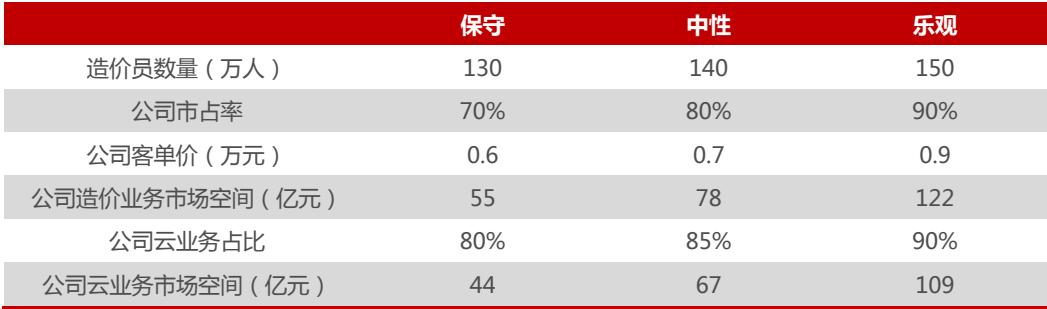 保守 中性 乐观
造价员数量（万人） 130 140 150
公司市占率 70% 80% 90%
公司客单价（万元） 0.6 0.7 0.9
公司造价业务市场空间（亿元） 55 78 122
公司云业务占比 80% 85% 90%
公司云业务市场空间（亿元） 44 67 109